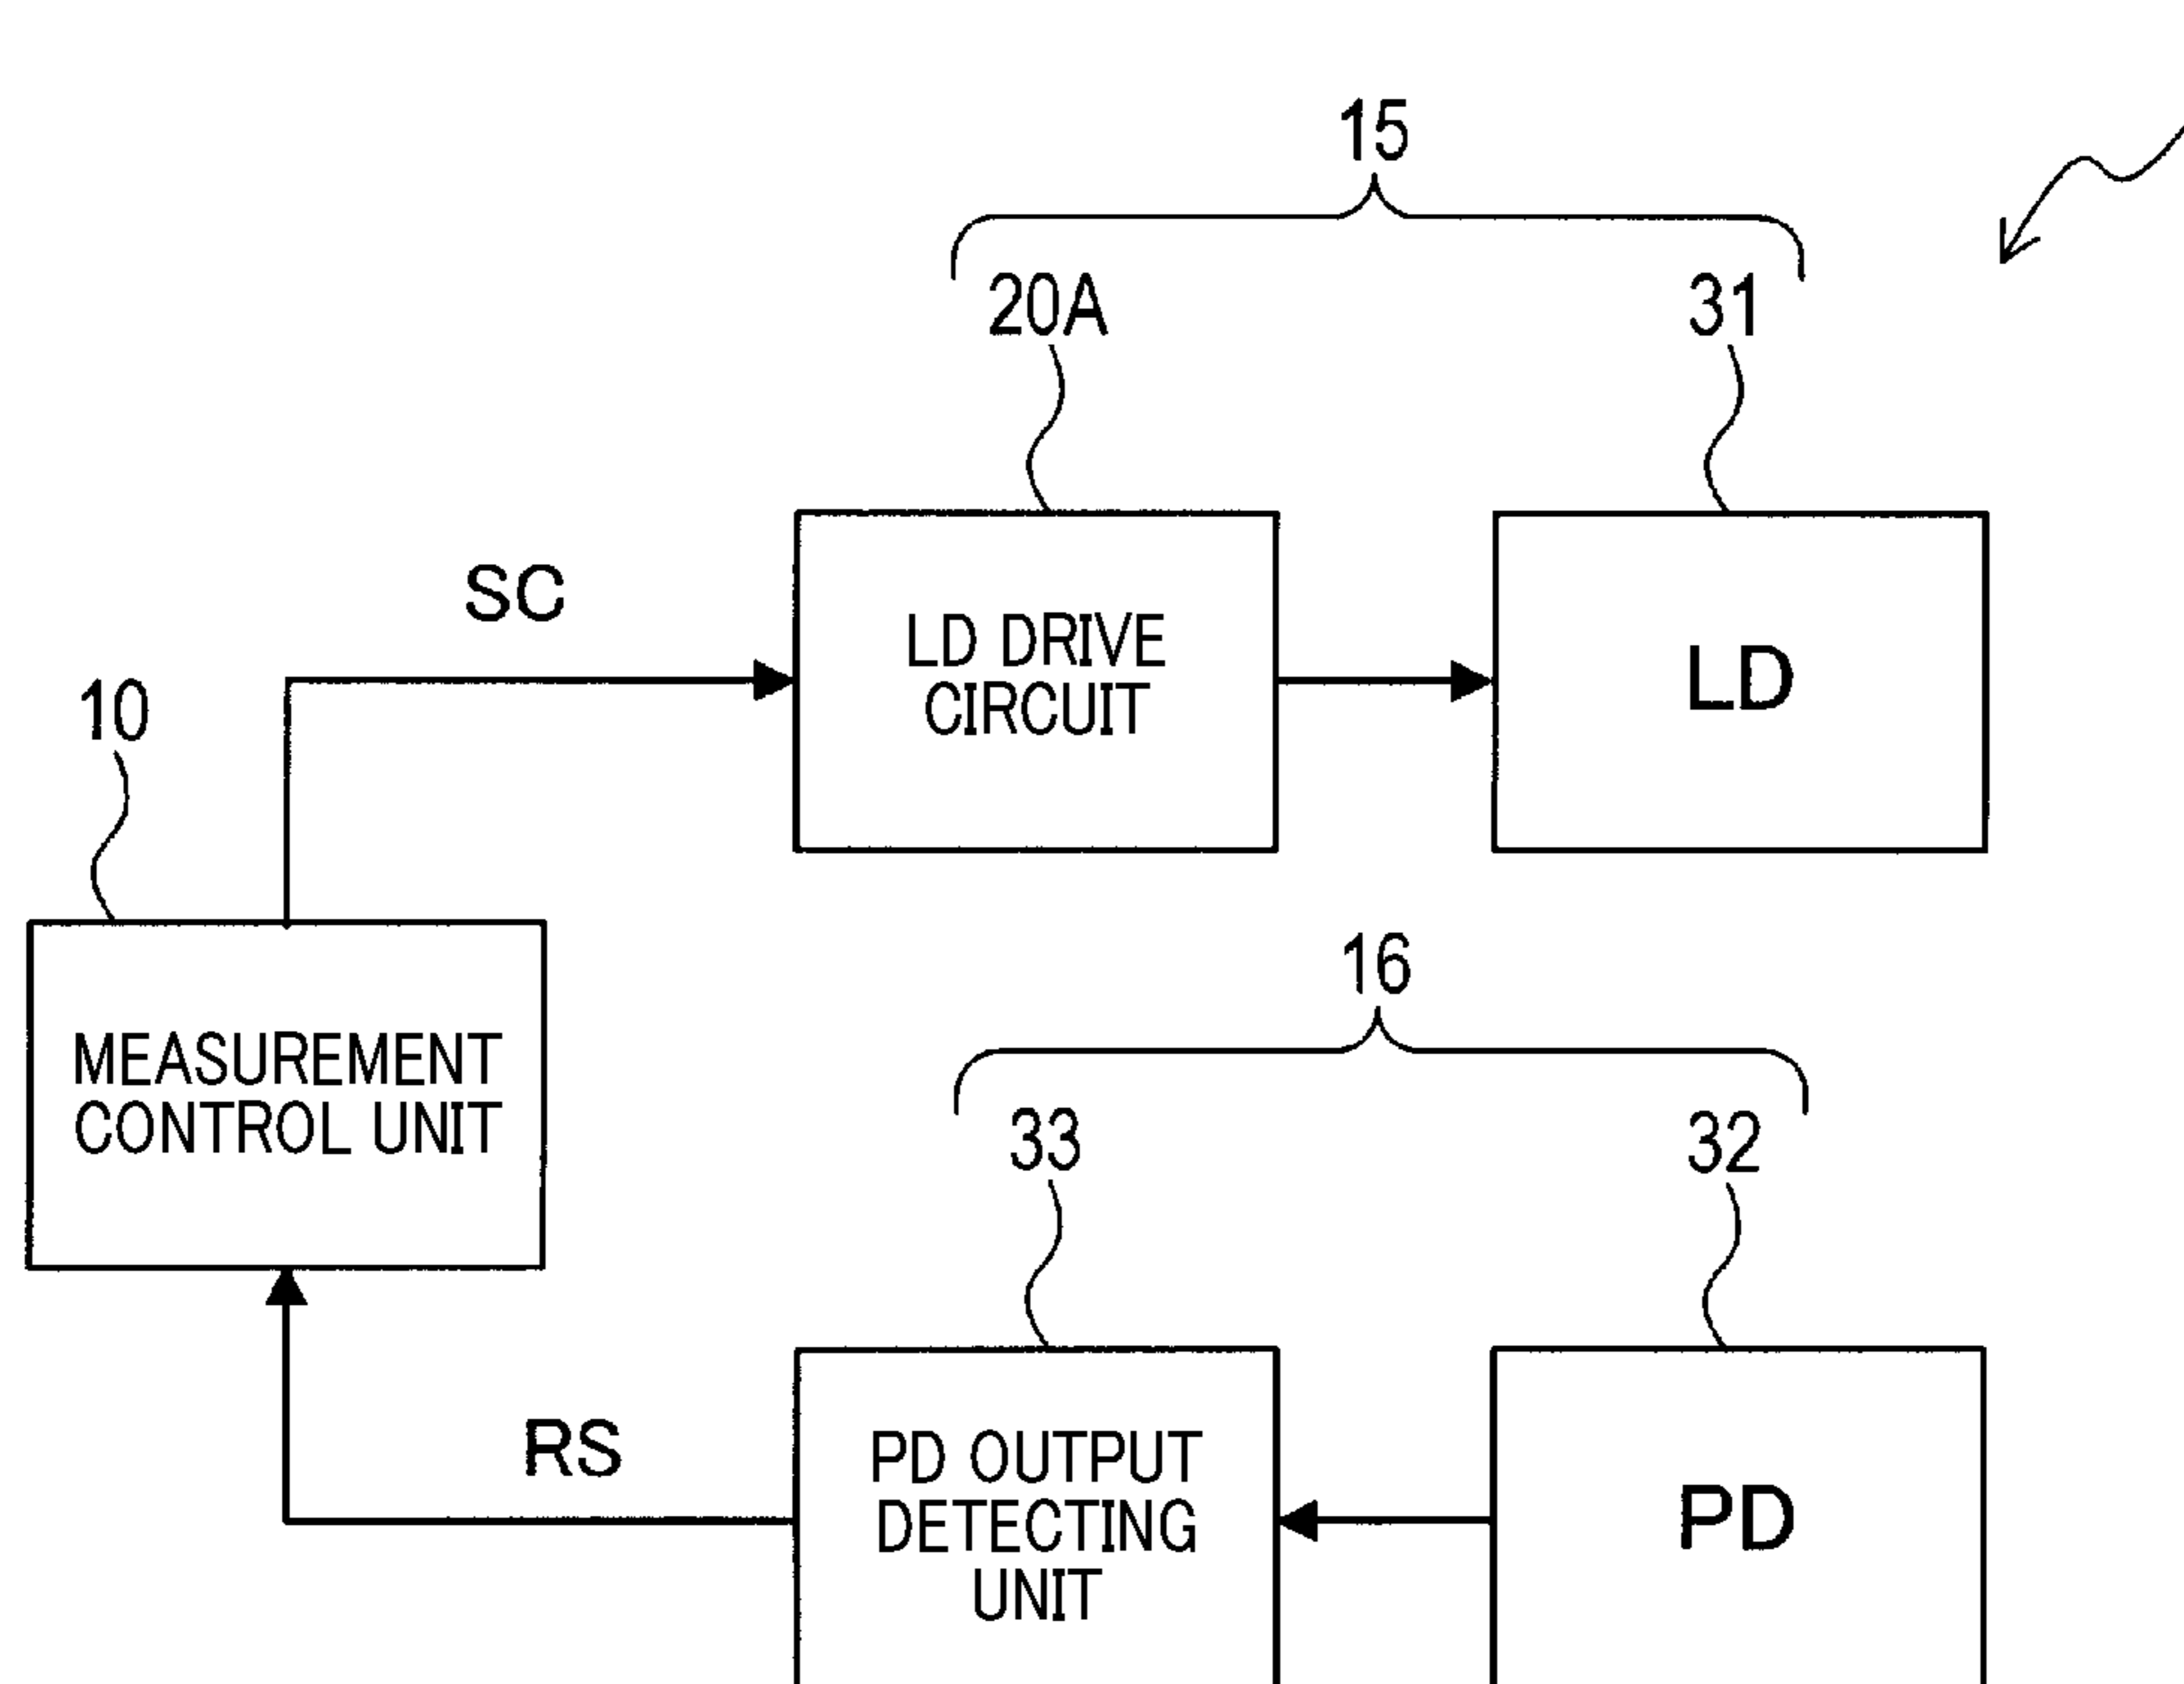 15
20A
31
SC
LD DRIVE
CIRCUIT
LD
10
MEASUREMENT
CONTROL UNIT
16
33
32
RS
PD OUTPUT
DETECTING
UNIT
PD